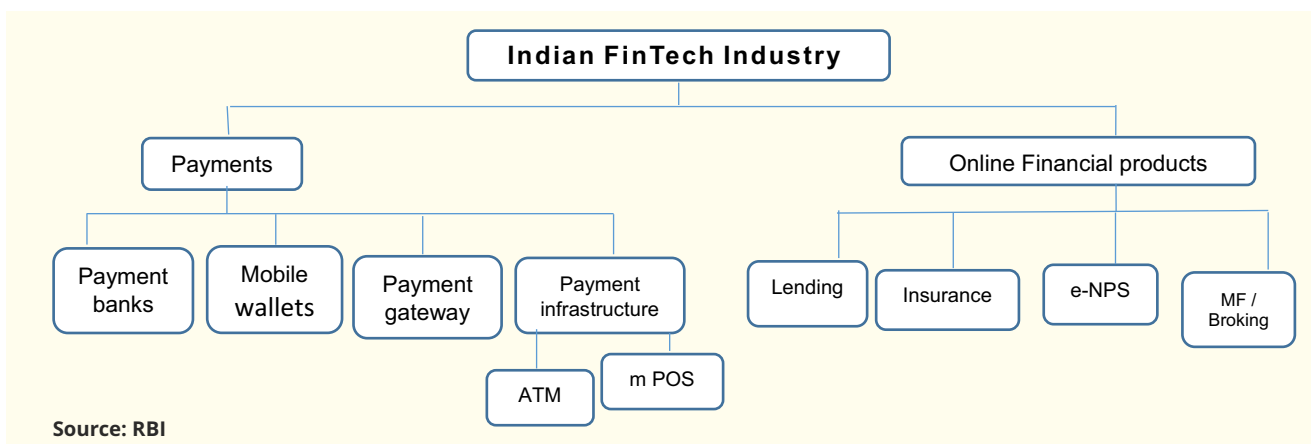 Indian FinTech Industry
Payments
Online Financial products
Payment
banks
Mobile
wallets
Payment
gateway
Payment
infrastructure
Lending
Insurance
e-NPS
MF /
Broking
ATM
m POS
Source: RBI